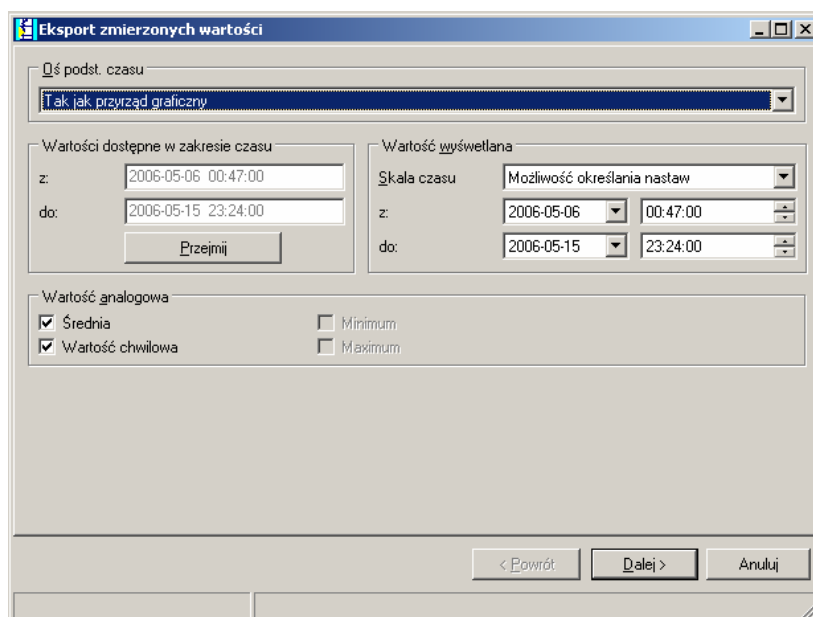 Eksport zmierzonych wartości
Oś podst. czasu
Tak jak przyrząd graficzny
Wartości dostępne w zakresie czasu
z: 2006-05-06 00:47:00
do: 2006-05-15 23:24:00
Przejmij
Wartość wyśwetlana
Skala czasu Możliwość określania nastaw
z: 2006-05-06 00:47:00
do: 2006-05-15 23:24:00
Wartość analogowa
Średnia Minimum
Wartość chwilowa Maximum
< Powrót Dalej > Anuluj